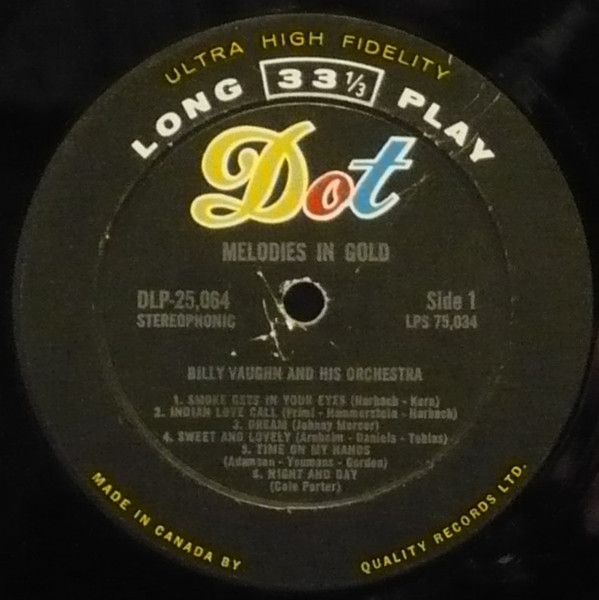 ULTRA HIGH FIDELITY
LONG 33 1/3 PLAY
Dot
MELODIES IN GOLD
DLP-25,064 Side 1
STEREOPHONIC LPS 75,034
BILLY VAUGHN AND HIS ORCHESTRA
1. SMOKE GETS IN YOUR EYES (Harbach - Kern)
2. INDIAN LOVE CALL (Friml - Hammerstein - Harbach)
3. DREAM (Johnny Mercer)
4. SWEET AND LOVELY (Arnheim - Daniels - Tobias)
5. TIME ON MY HANDS
(Adamson - Youmans - Gordon)
6. NIGHT AND DAY
(Cole Porter)
MADE IN CANADA BY QUALITY RECORDS LTD.